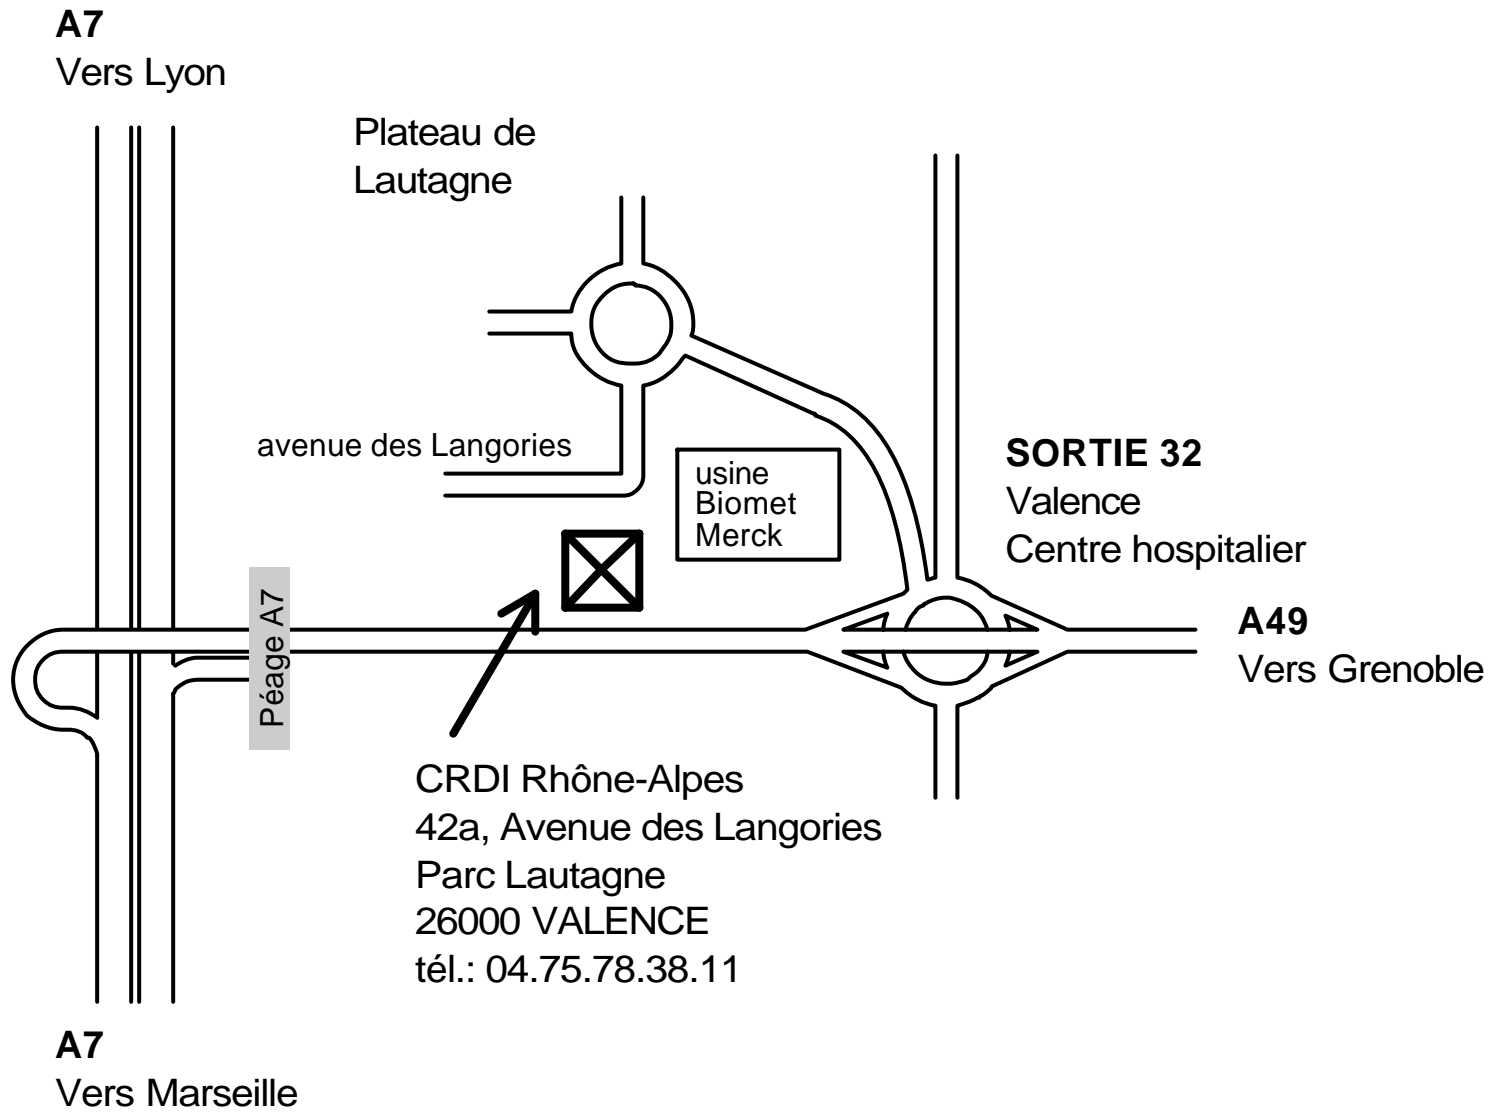 A7
Vers Lyon
Plateau de
Lautagne
avenue des Langories
usine
Biomet
Merck
SORTIE 32
Valence
Centre hospitalier
A49
Vers Grenoble
Péage A7
CRDI Rhône-Alpes
42a, Avenue des Langories
Parc Lautagne
26000 VALENCE
tél.: 04.75.78.38.11
A7
Vers Marseille